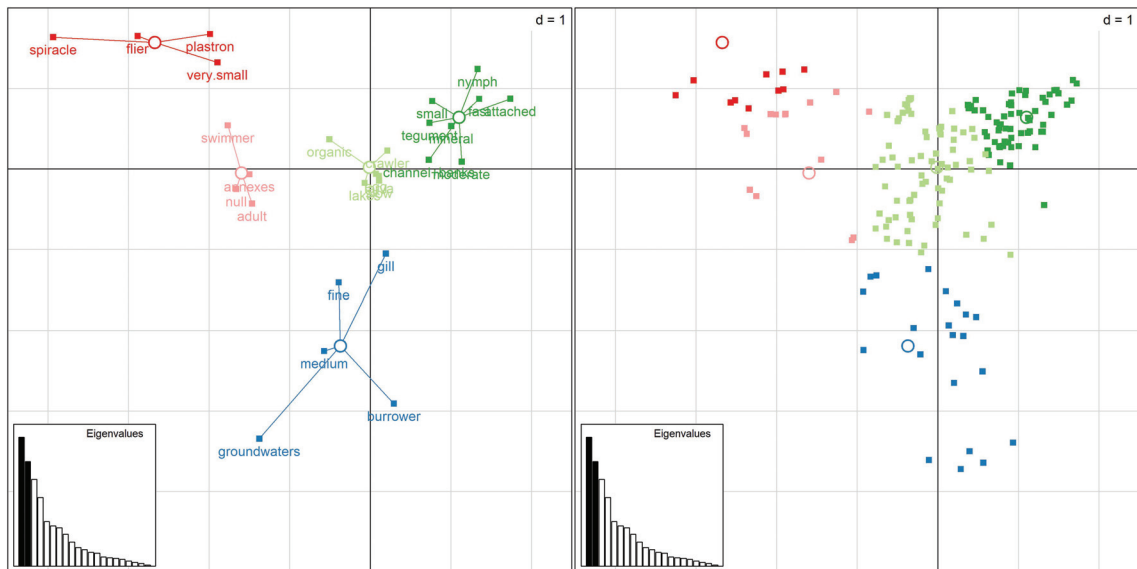 d = 1
spiracle
flier
plastron
very.small
nymph
small
fast
attached
tegument
mineral
swimmer
organic
crawler
channel-banks
moderate
lakes
annexes
null
adult
gill
fine
medium
burrower
groundwaters
Eigenvalues
d = 1
Eigenvalues